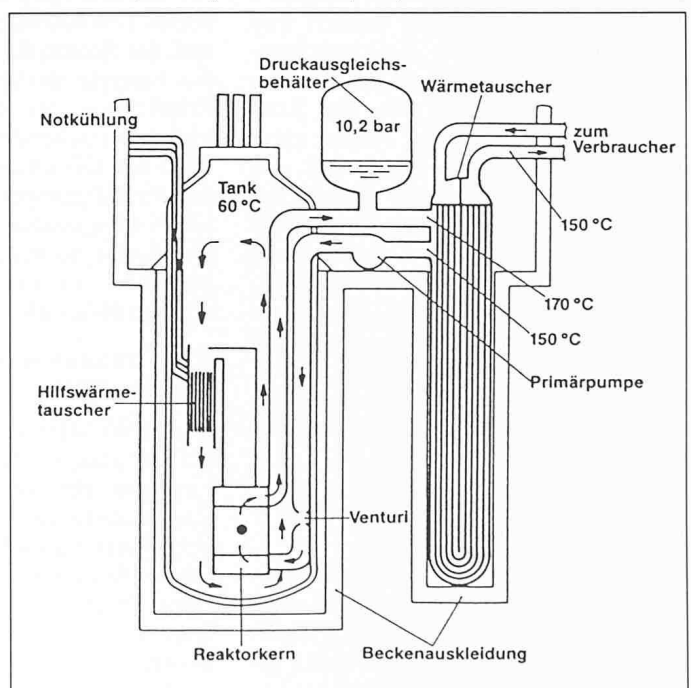 Druckausgleichs-
behälter
10,2 bar
Wärmetauscher
Notkühlung
zum
Verbraucher
Tank
60 °C
150 °C
170 °C
150 °C
Primärpumpe
Hilfswärme-
tauscher
Venturi
Reaktorkern
Beckenauskleidung